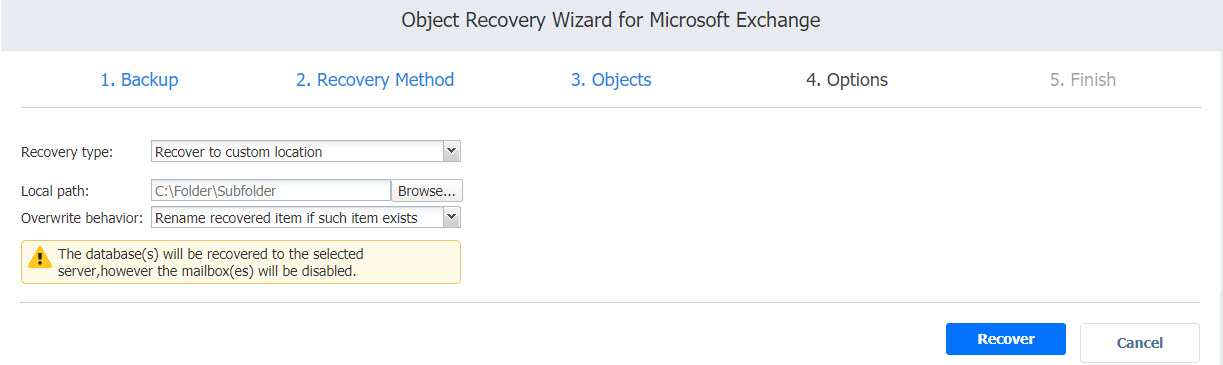 Object Recovery Wizard for Microsoft Exchange
1. Backup 2. Recovery Method 3. Objects 4. Options 5. Finish
Recovery type: Recover to custom location
Local path: C:\Folder\Subfolder Browse...
Overwrite behavior: Rename recovered item if such item exists
The database(s) will be recovered to the selected
server,however the mailbox(es) will be disabled.
Recover Cancel